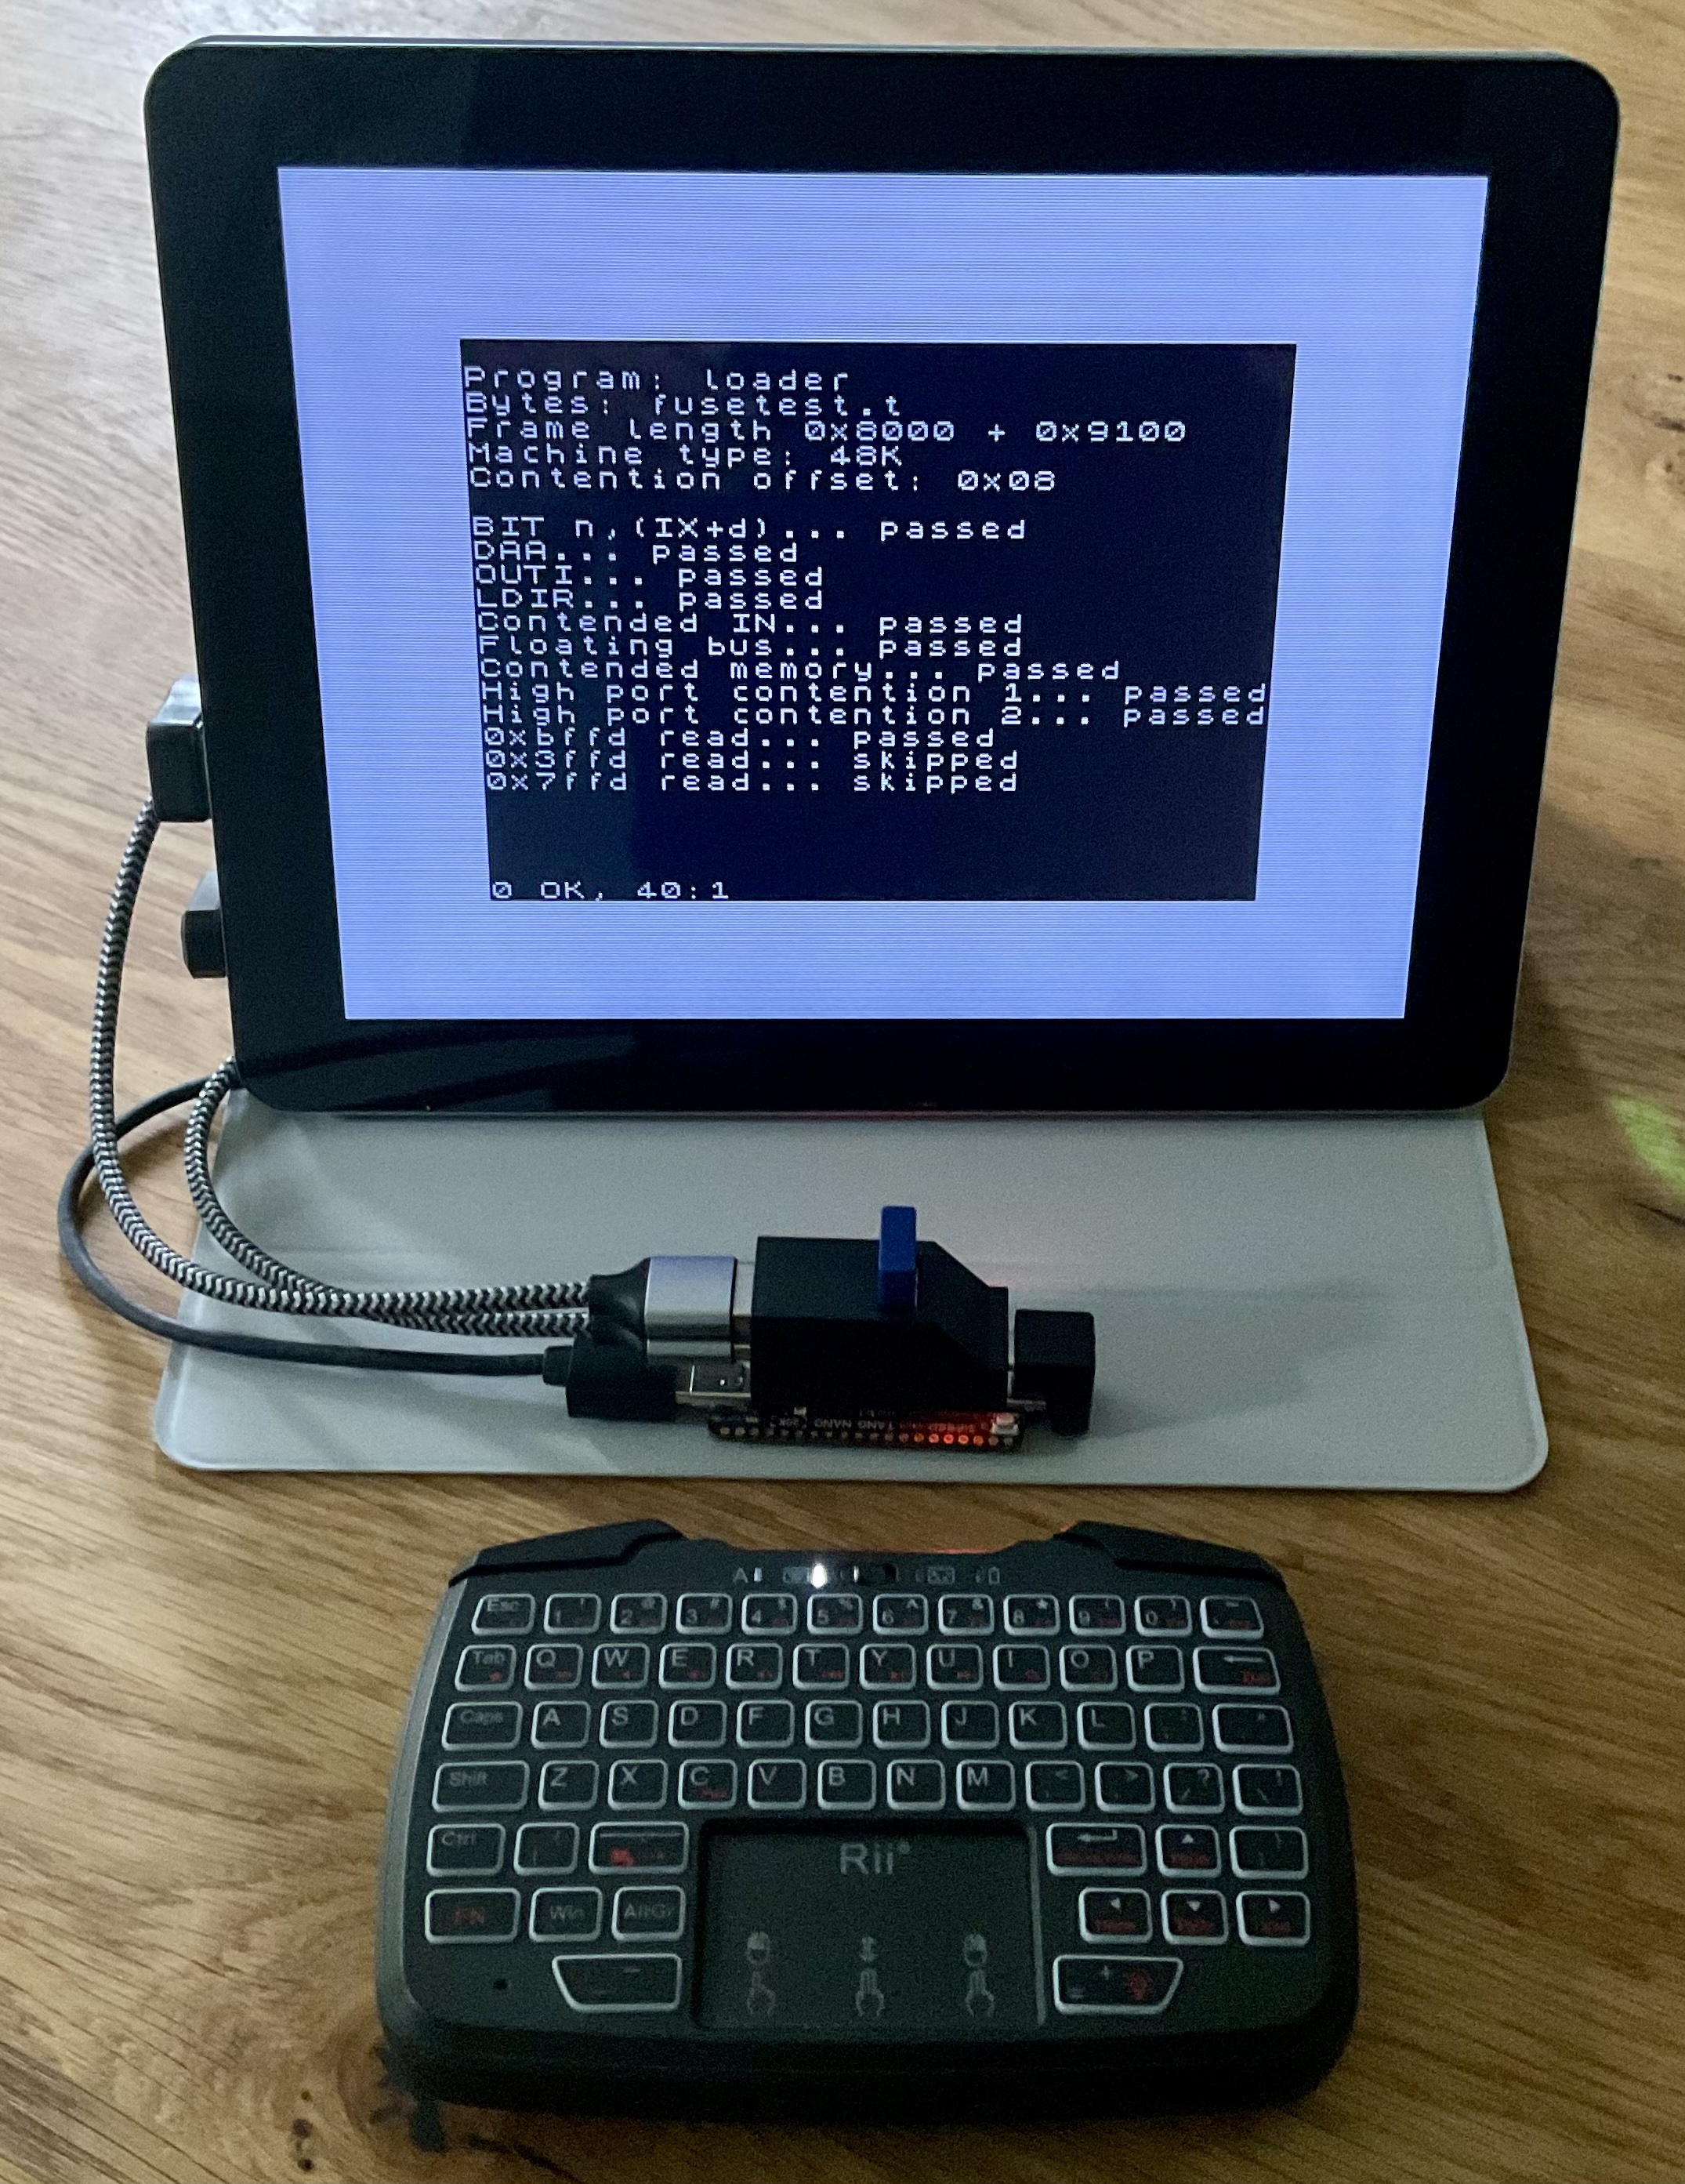 Program: loader
Bytes: fusetest.t
Frame length 0x8000 + 0x9100
Machine type: 48K
Contention offset: 0x08
BIT n,(IX+d)... passed
DAA... passed
OUTI... passed
LDIR... passed
Contended IN... passed
Floating bus... passed
Contended memory... passed
High port contention 1... passed
High port contention 2... passed
0xbffd read... passed
0x3ffd read... skipped
0x7ffd read... skipped
0 OK, 40:1
TANG NANO 20K
Esc 1 ! 2 @ 3 # 4 $ 5 % 6 ^ 7 & 8 * 9 ( 0 )
Tab Q W E R T Y U I O P
Caps A S D F G H J K L
Shift Z X C V B N M < > ?
Ctrl
Rii®
FN Win AltGr
- +